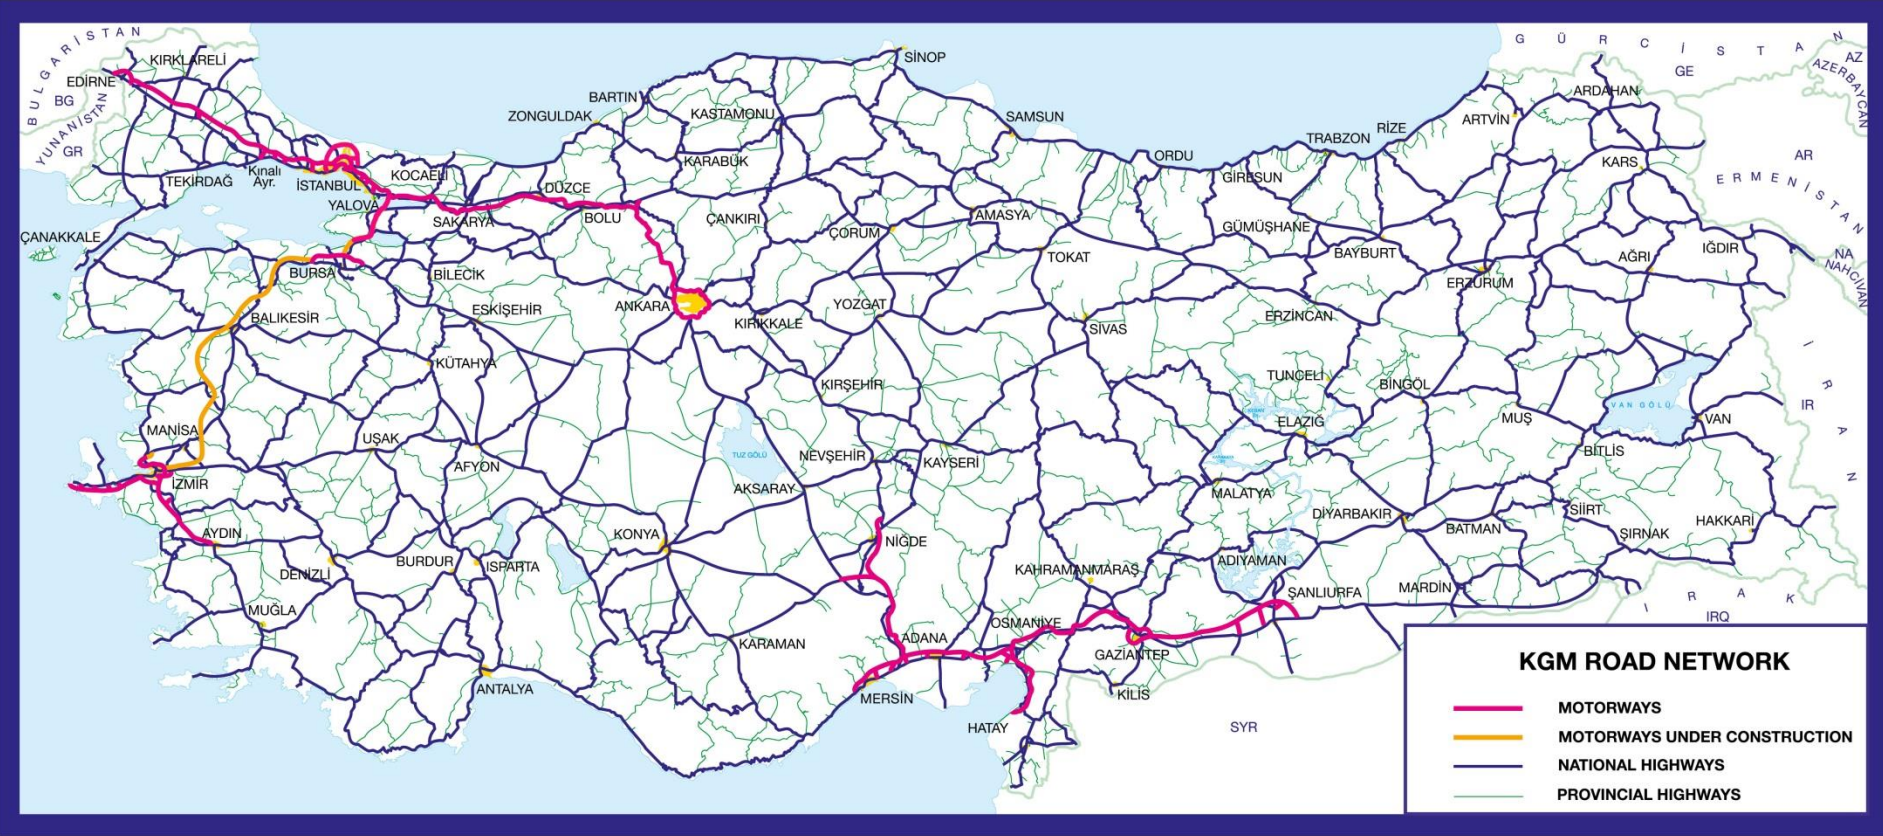 BULGARİSTAN
GÜRCİSTAN
SİNOP
KIRKLARELİ
AZ
GE
AZERBAYCAN
EDİRNE
BG
BARTIN
ARDAHAN
YUNANİSTAN
ZONGULDAK
KASTAMONU
SAMSUN
ARTVİN
RİZE
TRABZON
GR
KARABÜK
ORDU
KARS
AR
Kınalı
Ayr.
KOCAELİ
TEKİRDAĞ
İSTANBUL
DÜZCE
GİRESUN
ERMENİSTAN
YALOVA
SAKARYA
BOLU
ÇANKIRI
AMASYA
ÇANAKKALE
ÇORUM
GÜMÜŞHANE
BAYBURT
IĞDIR
NA
NAHCİVAN
TOKAT
AĞRI
BURSA
BİLECİK
ERZURUM
ANKARA
YOZGAT
ESKİŞEHİR
BALIKESİR
KIRIKKALE
ERZİNCAN
SİVAS
İRAN
KÜTAHYA
KIRŞEHİR
TUNCELİ
BİNGÖL
VAN GÖLÜ
IR
MUŞ
VAN
ELAZIĞ
MANİSA
UŞAK
TUZ GÖLÜ
NEVŞEHİR
KAYSERİ
BİTLİS
AFYON
İZMİR
AKSARAY
MALATYA
DİYARBAKIR
SİİRT
BATMAN
HAKKARİ
ŞIRNAK
AYDIN
KONYA
NİĞDE
BURDUR
ISPARTA
DENİZLİ
KAHRAMANMARAŞ
ADIYAMAN
ŞANLIURFA
MARDİN
IRAK
IRQ
MUĞLA
OSMANİYE
ADANA
KARAMAN
GAZİANTEP
ANTALYA
MERSİN
KİLİS
HATAY
SYR
KGM ROAD NETWORK
MOTORWAYS
MOTORWAYS UNDER CONSTRUCTION
NATIONAL HIGHWAYS
PROVINCIAL HIGHWAYS